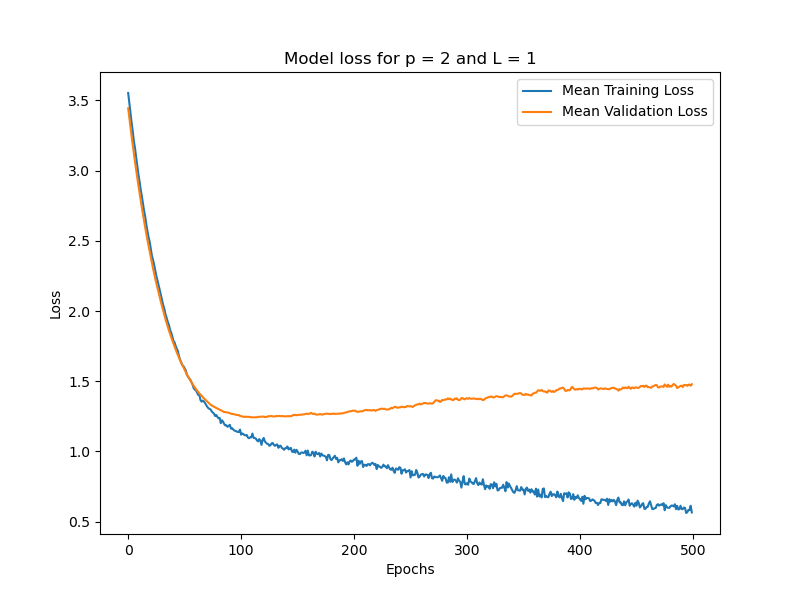 Model loss for p = 2 and L = 1
Mean Training Loss
Mean Validation Loss
Loss
3.5
3.0
2.5
2.0
1.5
1.0
0.5
0
100
200
300
400
500
Epochs